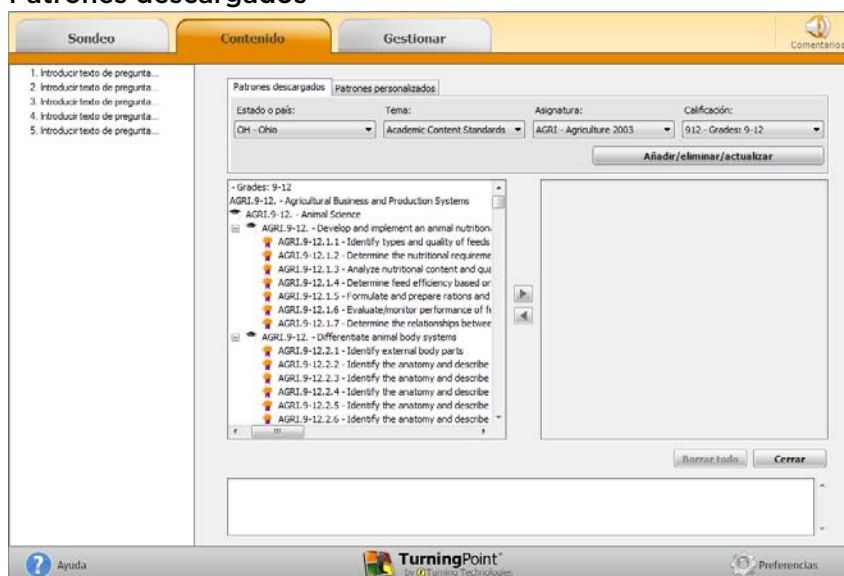 Patrones descargados
Sondeo
Contenido
Gestionar
Comentarios
1. Introducir texto de pregunta...
2. Introducir texto de pregunta...
3. Introducir texto de pregunta...
4. Introducir texto de pregunta...
5. Introducir texto de pregunta...
Patrones descargados
Patrones personalizados
Estado o país:
Tema:
Asignatura:
Calificación:
OH - Ohio
Academic Content Standards
AGRI - Agriculture 2003
912 - Grades: 9-12
Añadir/eliminar/actualizar
- Grades: 9-12
AGRI.9-12. - Agricultural Business and Production Systems
AGRI.9-12. - Animal Science
AGRI.9-12. - Develop and implement an animal nutrition
AGRI.9-12.1.1 - Identify types and quality of feeds
AGRI.9-12.1.2 - Determine the nutritional requireme
AGRI.9-12.1.3 - Analyze nutritional content and qua
AGRI.9-12.1.4 - Determine feed efficiency based or
AGRI.9-12.1.5 - Formulate and prepare rations and
AGRI.9-12.1.6 - Evaluate/monitor performance of f
AGRI.9-12.1.7 - Determine the relationships betwee
AGRI.9-12. - Differentiate animal body systems
AGRI.9-12.2.1 - Identify external body parts
AGRI.9-12.2.2 - Identify the anatomy and describe
AGRI.9-12.2.3 - Identify the anatomy and describe
AGRI.9-12.2.4 - Identify the anatomy and describe
AGRI.9-12.2.5 - Identify the anatomy and describe
AGRI.9-12.2.6 - Identify the anatomy and describe
Borrar todo
Cerrar
Ayuda
TurningPoint
by Turning Technologies
Preferencias